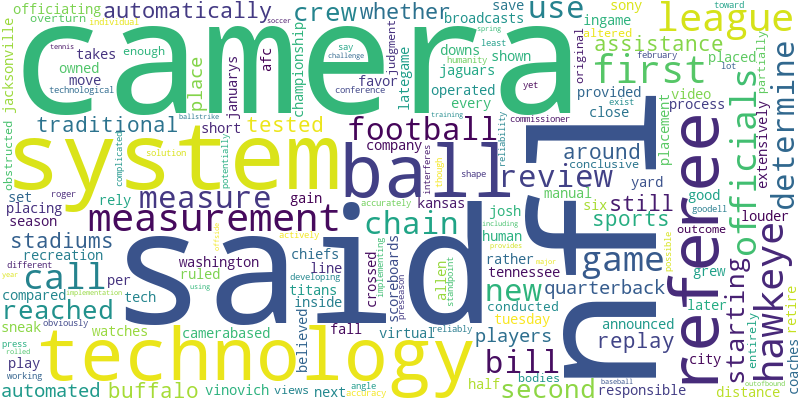 camera
said
nfl
system
technology
ball
referee
measurement
football
hawkeye
league
first
officials
use
game
review
call
chain
new
bill
second
measure
determine
starting
reached
stadiums
traditional
automatically
crew
whether
assistance
around
still
sports
replay
quarterback
players
buffalo
automated
tested
officiating
overturn
individual
jacksonville
takes
enough
owned
move
technological
place
januarys
afc
soccer
tennis
broadcasts
save
ingame
sony
toward
altered
downs
shown
jaguars
lategame
operated
every
championship
favor
judgment
challenge
conference
say
humanity
least
spring
yet
training
original
placed
lot
partially
provided
video
process
close
exist
commissioner
conclusive
placement
extensively
reliability
obstructed
ballstrike
solution
complicated
potentially
short
company
interferes
though
shape
accurately
kansas
gain
set
rely
placing
season
recreation
washington
chiefs
line
titans
inside
crossed
scoreboards
implementing
preseason
allen
standpoint
josh
human
rather
tennessee
conducted
tuesday
including
provides
major
manual
six
yard
good
goodell
roger
outcome
louder
grew
later
possible
announced
city
entirely
distance
responsible
retire
coaches
different
compared
per
tech
ruled
offside
actively
developing
using
year
implementation
obviously
sneak
watches
camerabased
believed
fall
virtual
reliably
press
rolled
play
working
vinovich
views
next
angle
accuracy
half
bodies
baseball
outofbound
february